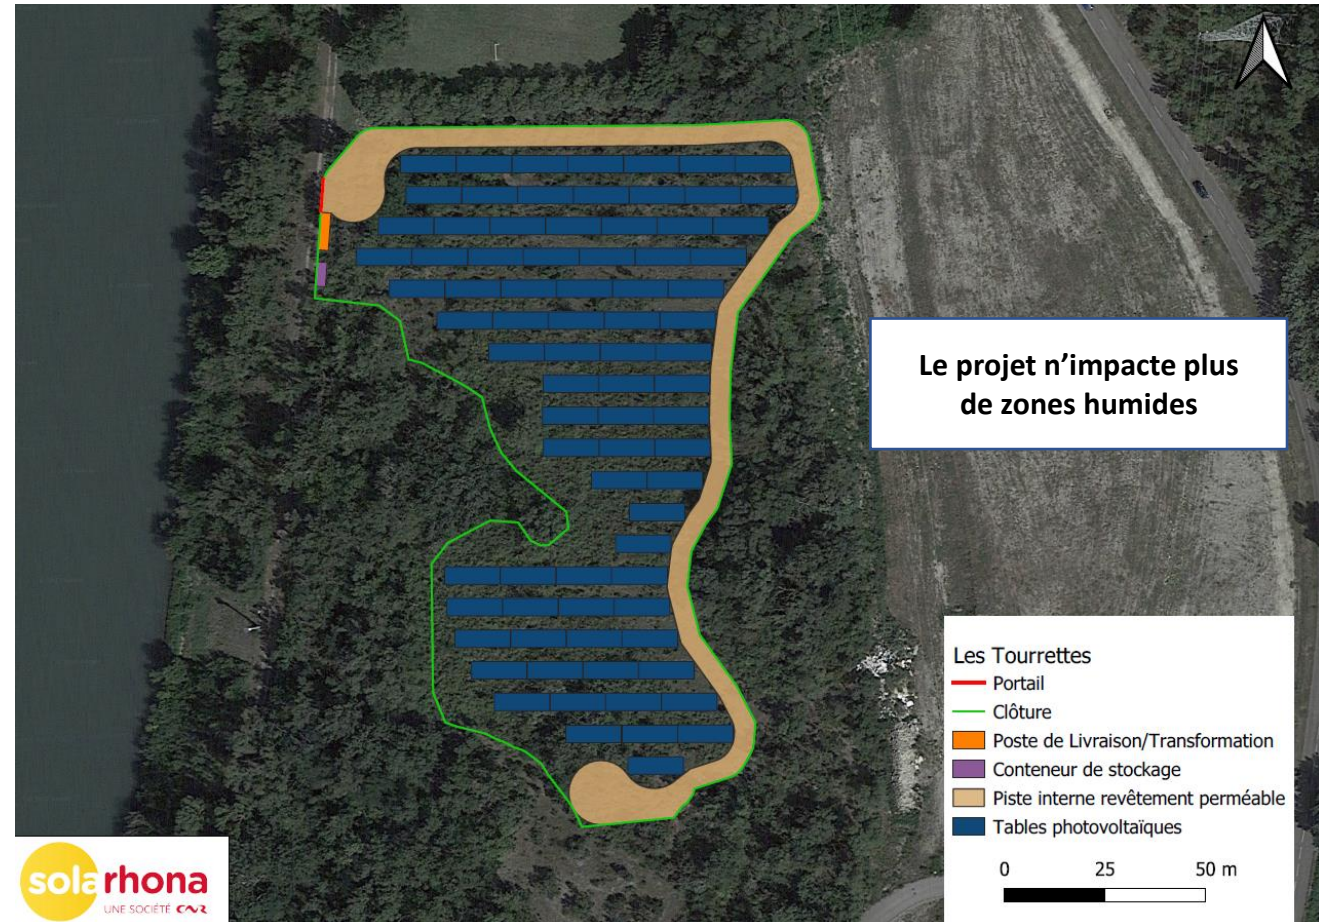 Le projet n’impacte plus
de zones humides
Les Tourrettes
Portail
Clôture
Poste de Livraison/Transformation
Conteneur de stockage
Piste interne revêtement perméable
Tables photovoltaïques
0 25 50 m
solarhona
UNE SOCIÉTÉ CNR